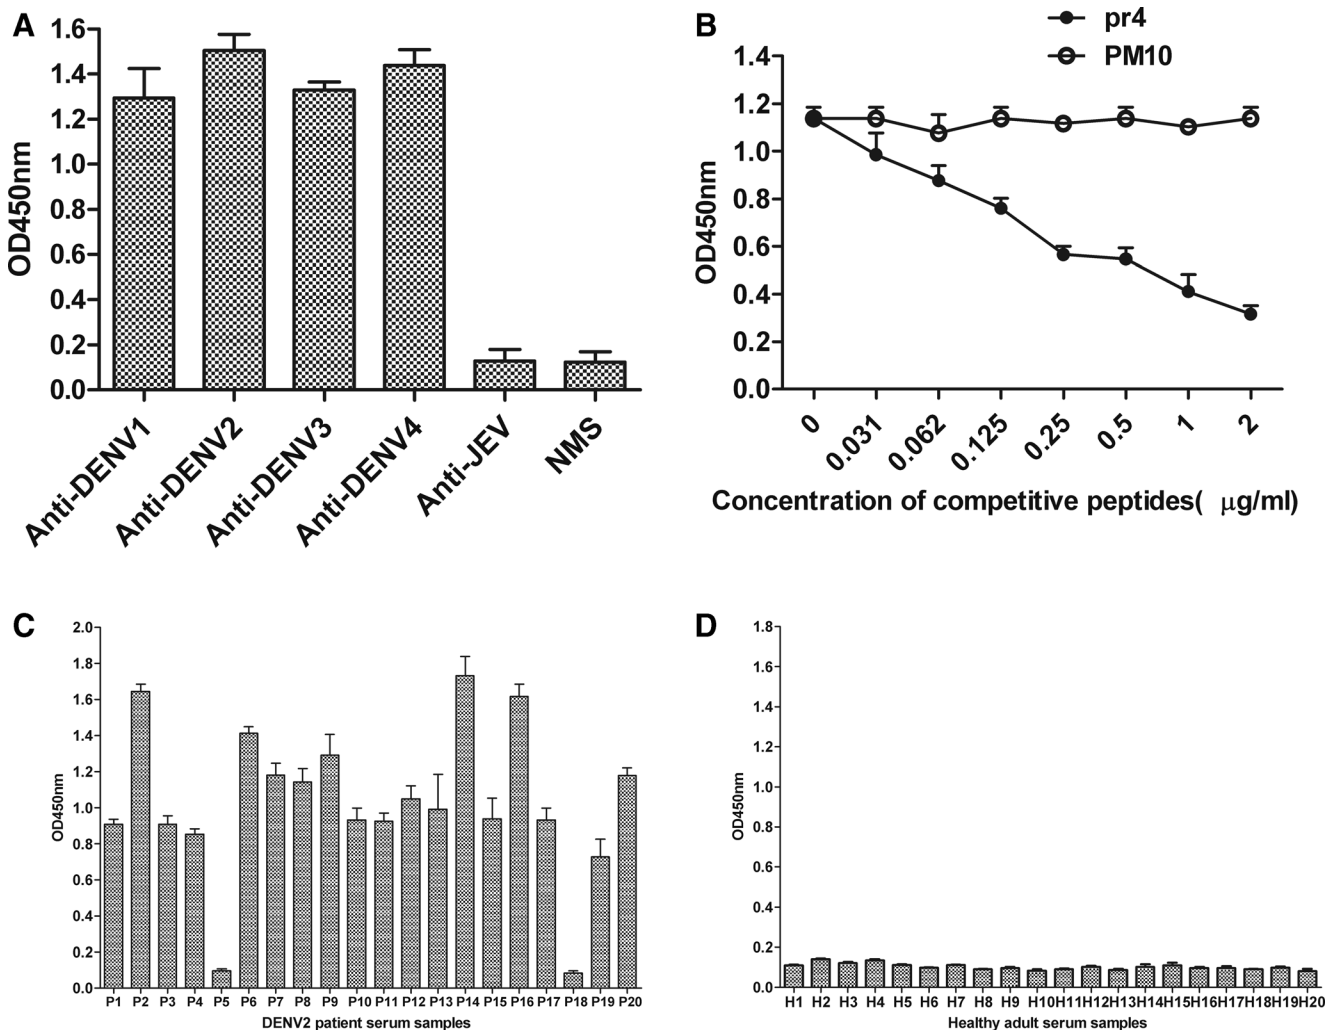 A
OD450nm
1.6
1.4
1.2
1.0
0.8
0.6
0.4
0.2
0.0
Anti-DENV1
Anti-DENV2
Anti-DENV3
Anti-DENV4
Anti-JEV
NMS
B
pr4
PM10
OD450nm
1.4
1.2
1.0
0.8
0.6
0.4
0.2
0.0
0 0.031 0.062 0.125 0.25 0.5 1 2
Concentration of competitive peptides( μg/ml)
C
OD450nm
2.0
1.8
1.6
1.4
1.2
1.0
0.8
0.6
0.4
0.2
0.0
P1 P2 P3 P4 P5 P6 P7 P8 P9 P10 P11 P12 P13 P14 P15 P16 P17 P18 P19 P20
DENV2 patient serum samples
D
OD450nm
1.8
1.6
1.4
1.2
1.0
0.8
0.6
0.4
0.2
0.0
H1 H2 H3 H4 H5 H6 H7 H8 H9 H10 H11 H12 H13 H14 H15 H16 H17 H18 H19 H20
Healthy adult serum samples